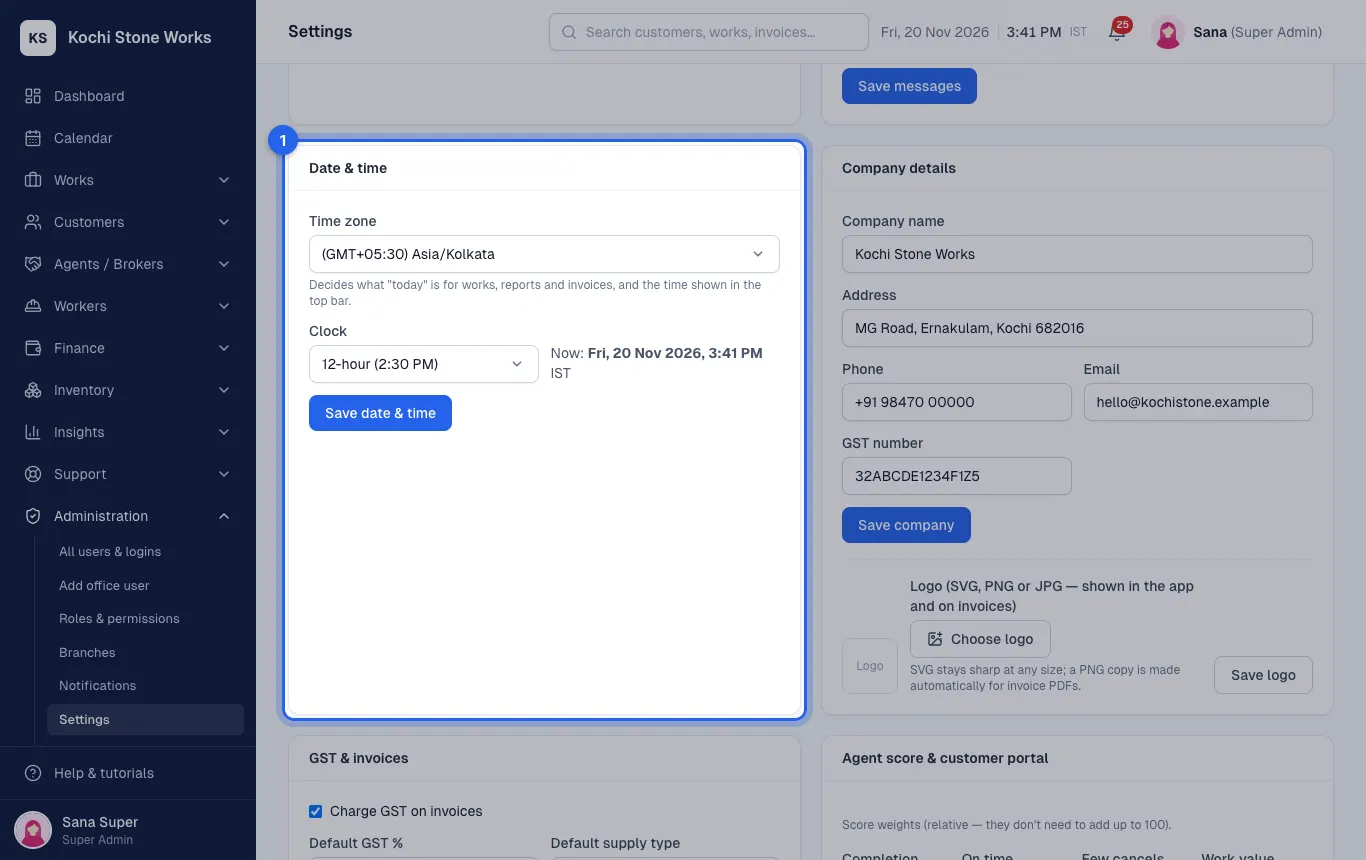 KS
Kochi Stone Works
Dashboard
Calendar
Works
Customers
Agents / Brokers
Workers
Finance
Inventory
Insights
Support
Administration
All users & logins
Add office user
Roles & permissions
Branches
Notifications
Settings
Help & tutorials
Sana Super
Super Admin
Settings
Search customers, works, invoices…
Fri, 20 Nov 2026
3:41 PM IST
25
Sana (Super Admin)
Save messages
1
Date & time
Time zone
(GMT+05:30) Asia/Kolkata
Decides what "today" is for works, reports and invoices, and the time shown in the
top bar.
Clock
12-hour (2:30 PM)
Now: Fri, 20 Nov 2026, 3:41 PM
IST
Save date & time
Company details
Company name
Kochi Stone Works
Address
MG Road, Ernakulam, Kochi 682016
Phone
Email
+91 98470 00000
hello@kochistone.example
GST number
32ABCDE1234F1Z5
Save company
Logo (SVG, PNG or JPG — shown in the app
and on invoices)
Logo
Choose logo
SVG stays sharp at any size; a PNG copy is made
automatically for invoice PDFs.
Save logo
GST & invoices
Charge GST on invoices
Default GST %
Default supply type
Agent score & customer portal
Score weights (relative — they don't need to add up to 100).
Completion
On time
Few cancels
Work value